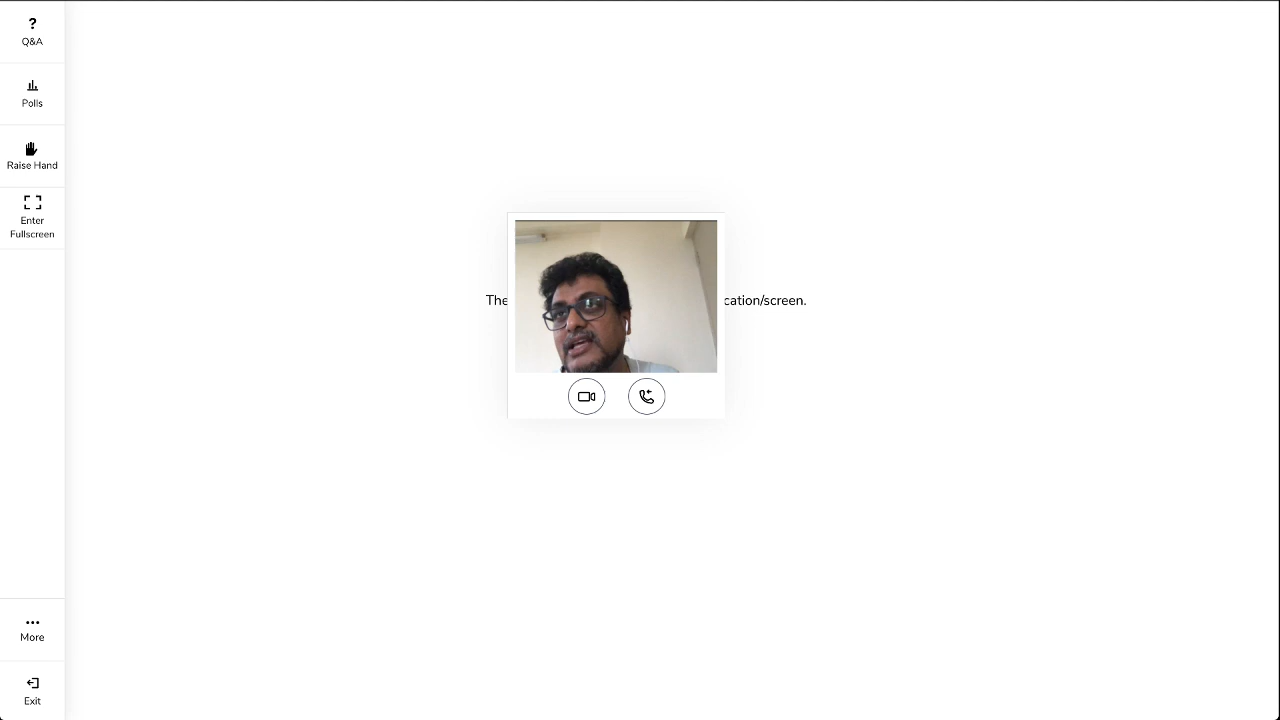 ?
Q&A
Polls
Raise Hand
Enter
Fullscreen
The cation/screen.
More
Exit